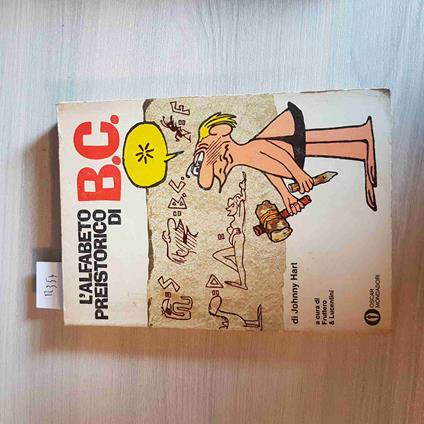 L'ALFABETO
PREISTORICO
DI B.C.
*
=E
=B.C.
=S
=D
A=
di Johnny Hart
a cura di
Fruttero
& Lucentini
OSCAR
MONDADORI